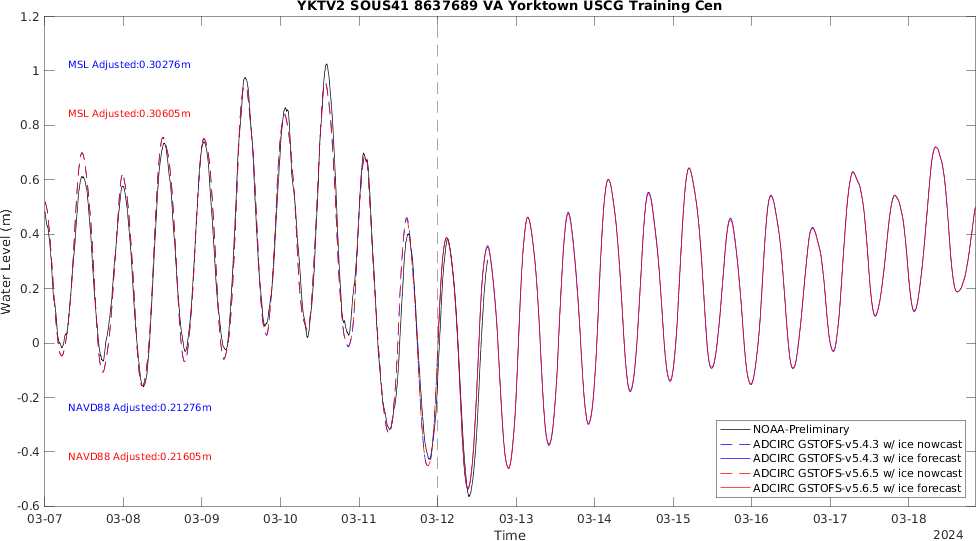 YKTV2 SOUS41 8637689 VA Yorktown USCG Training Cen
1.2
1
0.8
0.6
0.4
0.2
0
-0.2
-0.4
-0.6
Water Level (m)
MSL Adjusted:0.30276m
MSL Adjusted:0.30605m
NAVD88 Adjusted:0.21276m
NAVD88 Adjusted:0.21605m
NOAA-Preliminary
ADCIRC GSTOFS-v5.4.3 w/ ice nowcast
ADCIRC GSTOFS-v5.4.3 w/ ice forecast
ADCIRC GSTOFS-v5.6.5 w/ ice nowcast
ADCIRC GSTOFS-v5.6.5 w/ ice forecast
03-07 03-08 03-09 03-10 03-11 03-12 03-13 03-14 03-15 03-16 03-17 03-18
Time
2024